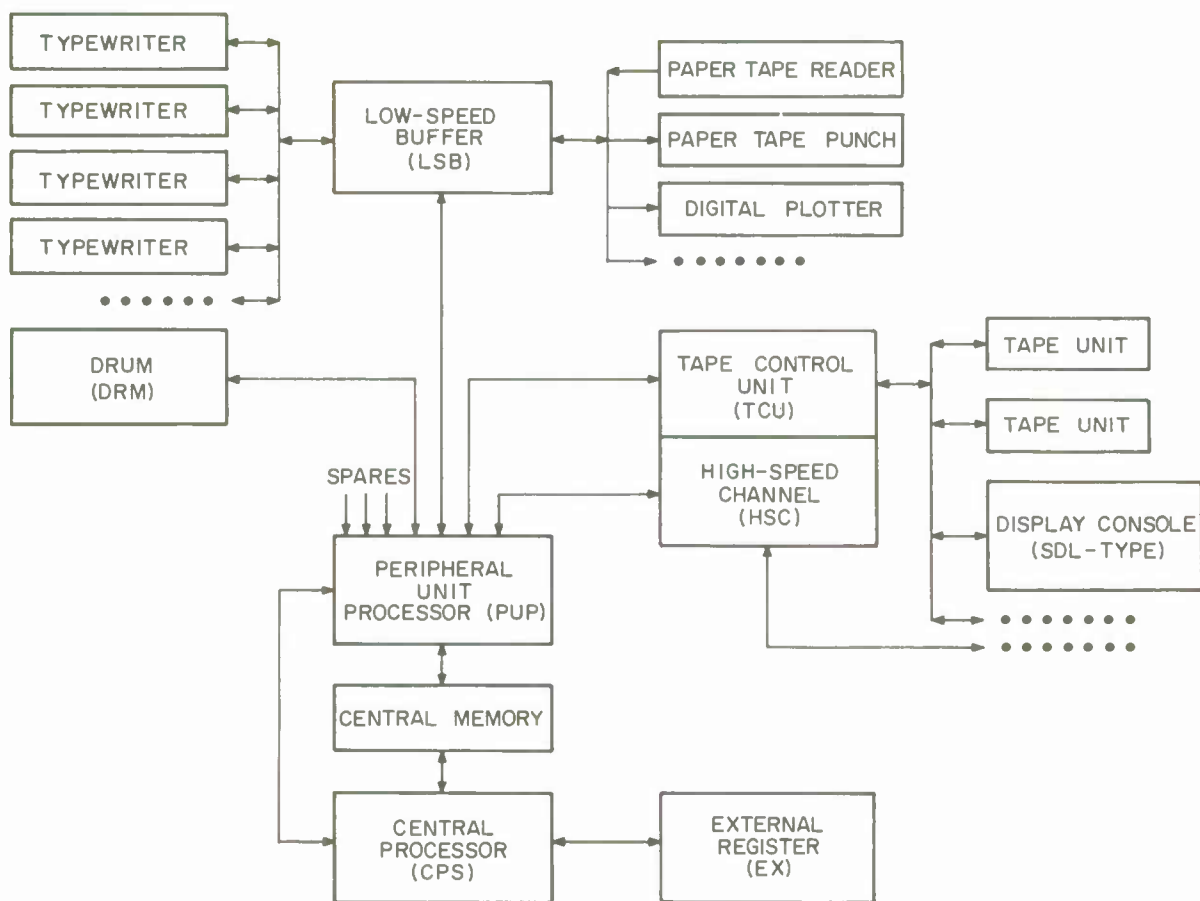 TYPEWRITER
TYPEWRITER
TYPEWRITER
TYPEWRITER
LOW-SPEED
BUFFER
(LSB)
PAPER TAPE READER
PAPER TAPE PUNCH
DIGITAL PLOTTER
DRUM
(DRM)
TAPE CONTROL
UNIT
(TCU)
HIGH-SPEED
CHANNEL
(HSC)
TAPE UNIT
TAPE UNIT
DISPLAY CONSOLE
(SDL-TYPE)
SPARES
PERIPHERAL
UNIT
PROCESSOR (PUP)
CENTRAL MEMORY
CENTRAL
PROCESSOR
(CPS)
EXTERNAL
REGISTER
(EX)